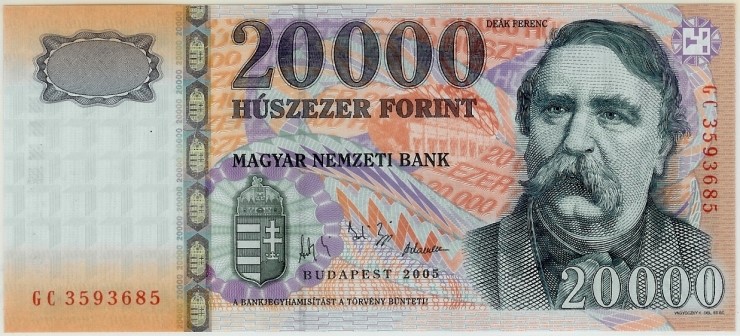 DEÁK FERENC
20000
HÚSZEZER FORINT
MAGYAR NEMZETI BANK
GC 3593685
BUDAPEST 2005
GC 3593685
20000
A BANKJEGYHAMISÍTÁST A TÖRVÉNY BÜNTETI!